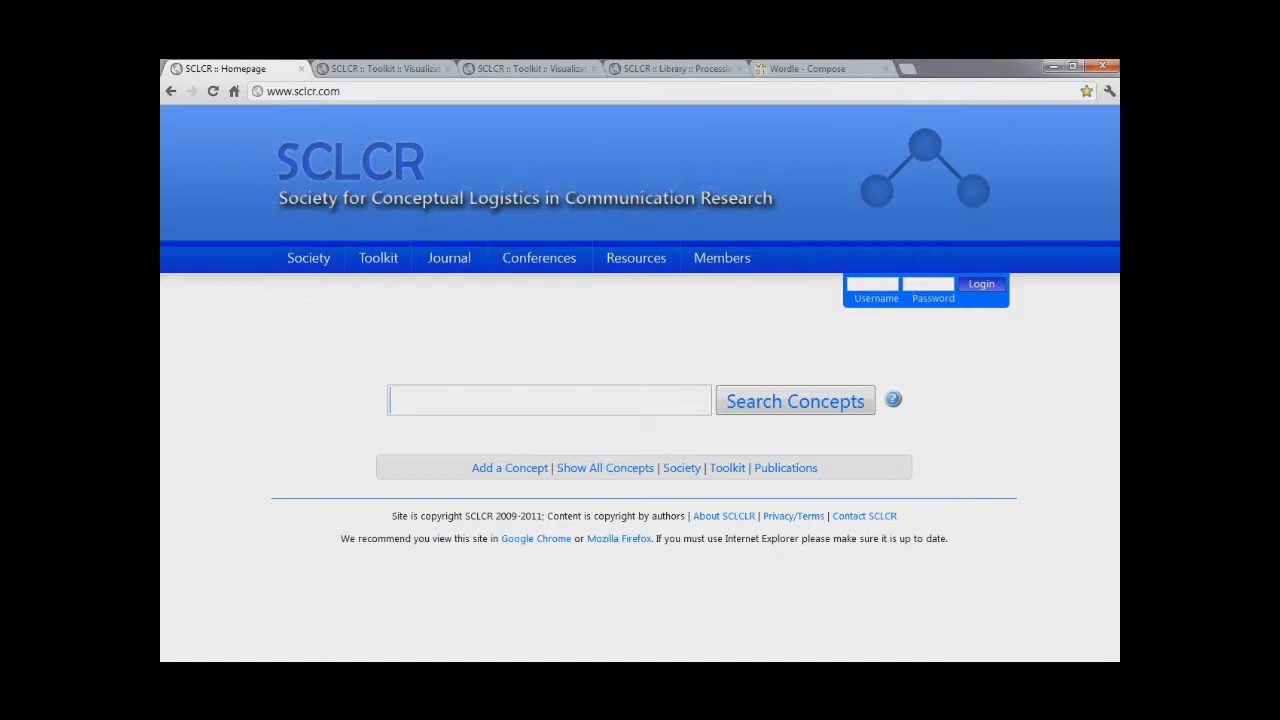 SCLCR :: Homepage
SCLCR :: Toolkit :: Visualizat
SCLCR :: Toolkit :: Visualizat
SCLCR :: Library :: Processin
Wordle - Compose
www.sclcr.com
SCLCR
Society for Conceptual Logistics in Communication Research
Society Toolkit Journal Conferences Resources Members
Login
Username Password
Search Concepts ?
Add a Concept | Show All Concepts | Society | Toolkit | Publications
Site is copyright SCLCR 2009-2011; Content is copyright by authors | About SCLCLR | Privacy/Terms | Contact SCLCR
We recommend you view this site in Google Chrome or Mozilla Firefox. If you must use Internet Explorer please make sure it is up to date.